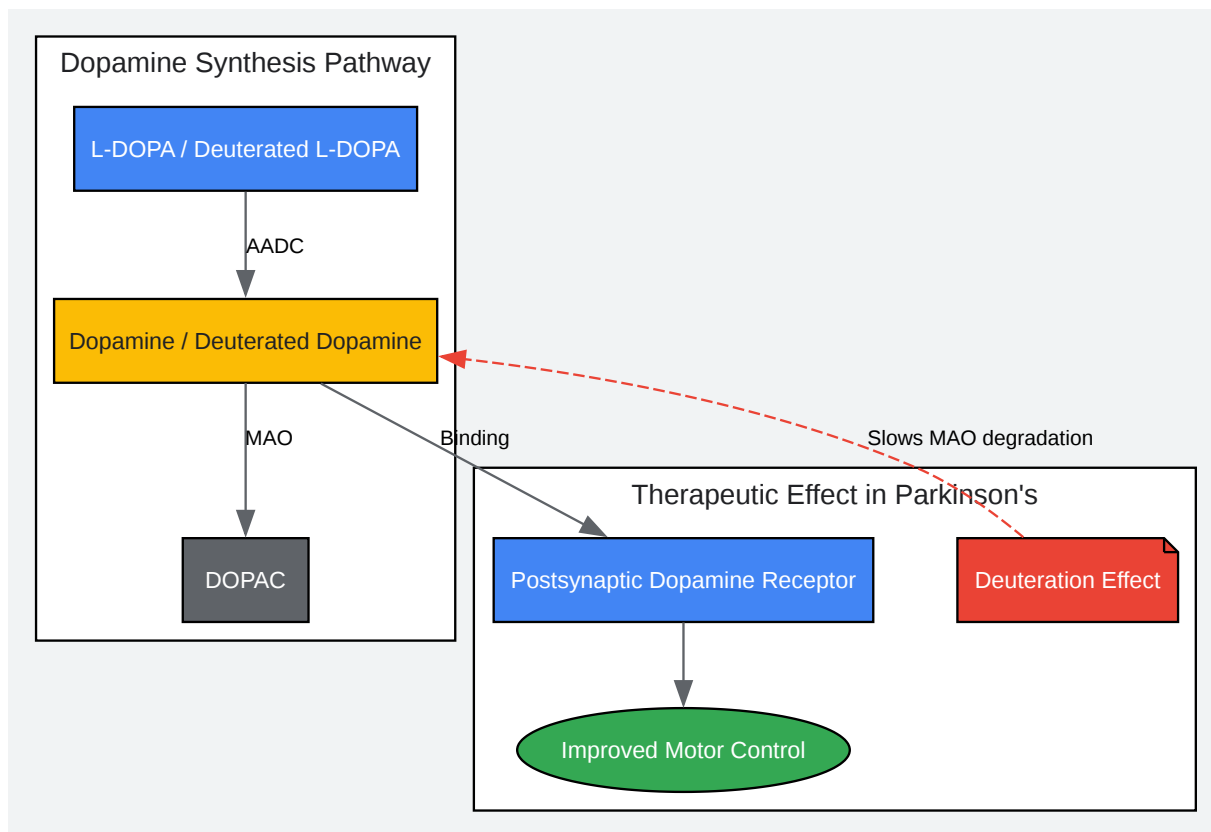 Dopamine Synthesis Pathway
L-DOPA / Deuterated L-DOPA
AADC
Dopamine / Deuterated Dopamine
MAO
Binding
Slows MAO degradation
DOPAC
Therapeutic Effect in Parkinson's
Postsynaptic Dopamine Receptor
Deuteration Effect
Improved Motor Control